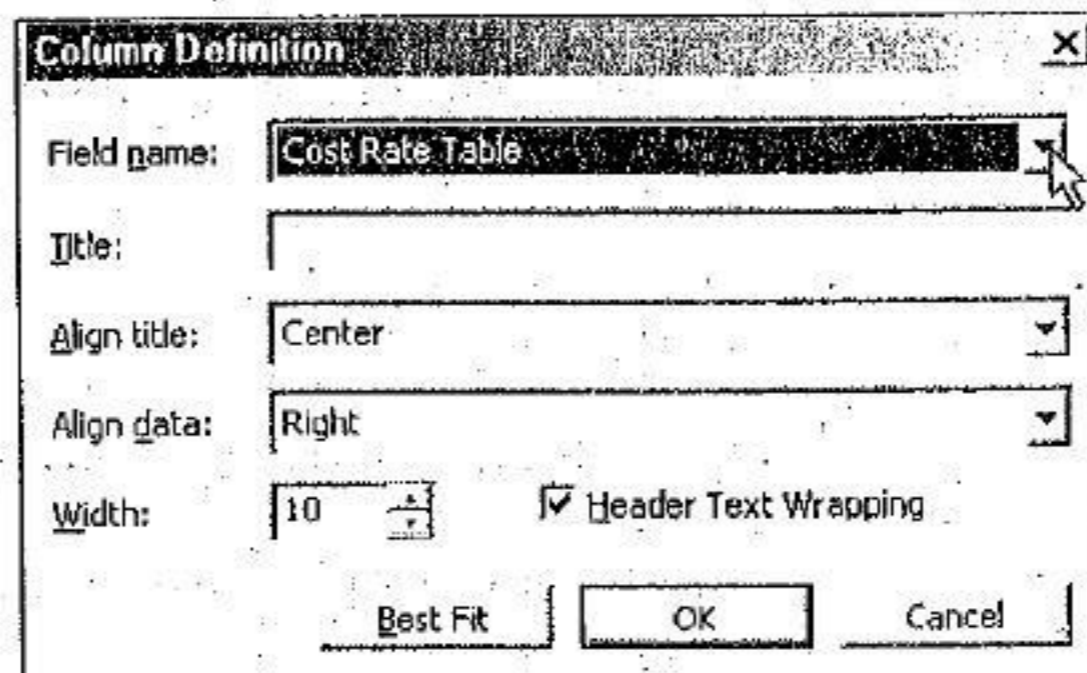 Column Definition
Field name: Cost Rate Table
Title:
Align title: Center
Align data: Right
Width: 10 Header Text Wrapping
Best Fit OK Cancel